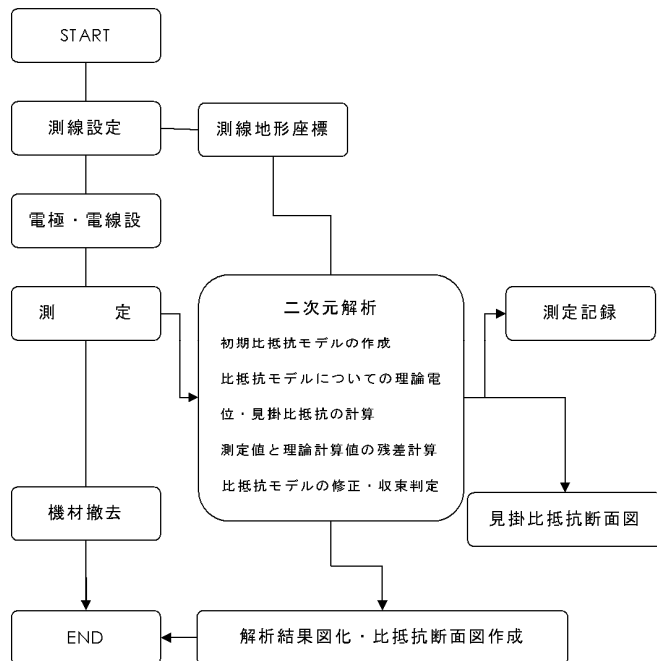 START
測線設定
測線地形座標
電極・電線設
測 定
二次元解析
初期比抵抗モデルの作成
比抵抗モデルについての理論電
位・見掛比抵抗の計算
測定値と理論計算値の残差計算
比抵抗モデルの修正・収束判定
測定記録
機材撤去
見掛比抵抗断面図
END
解析結果図化・比抵抗断面図作成